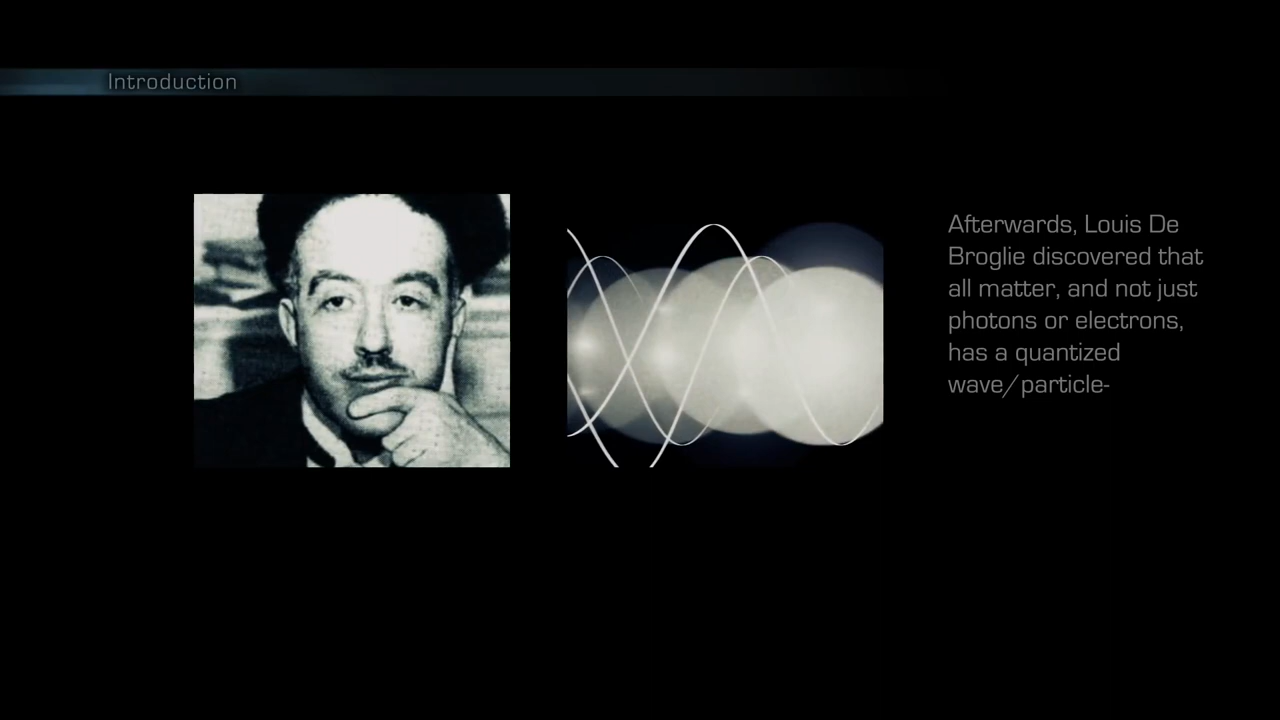 Introduction
Afterwards, Louis De
Broglie discovered that
all matter, and not just
photons or electrons,
has a quantized
wave/particle-